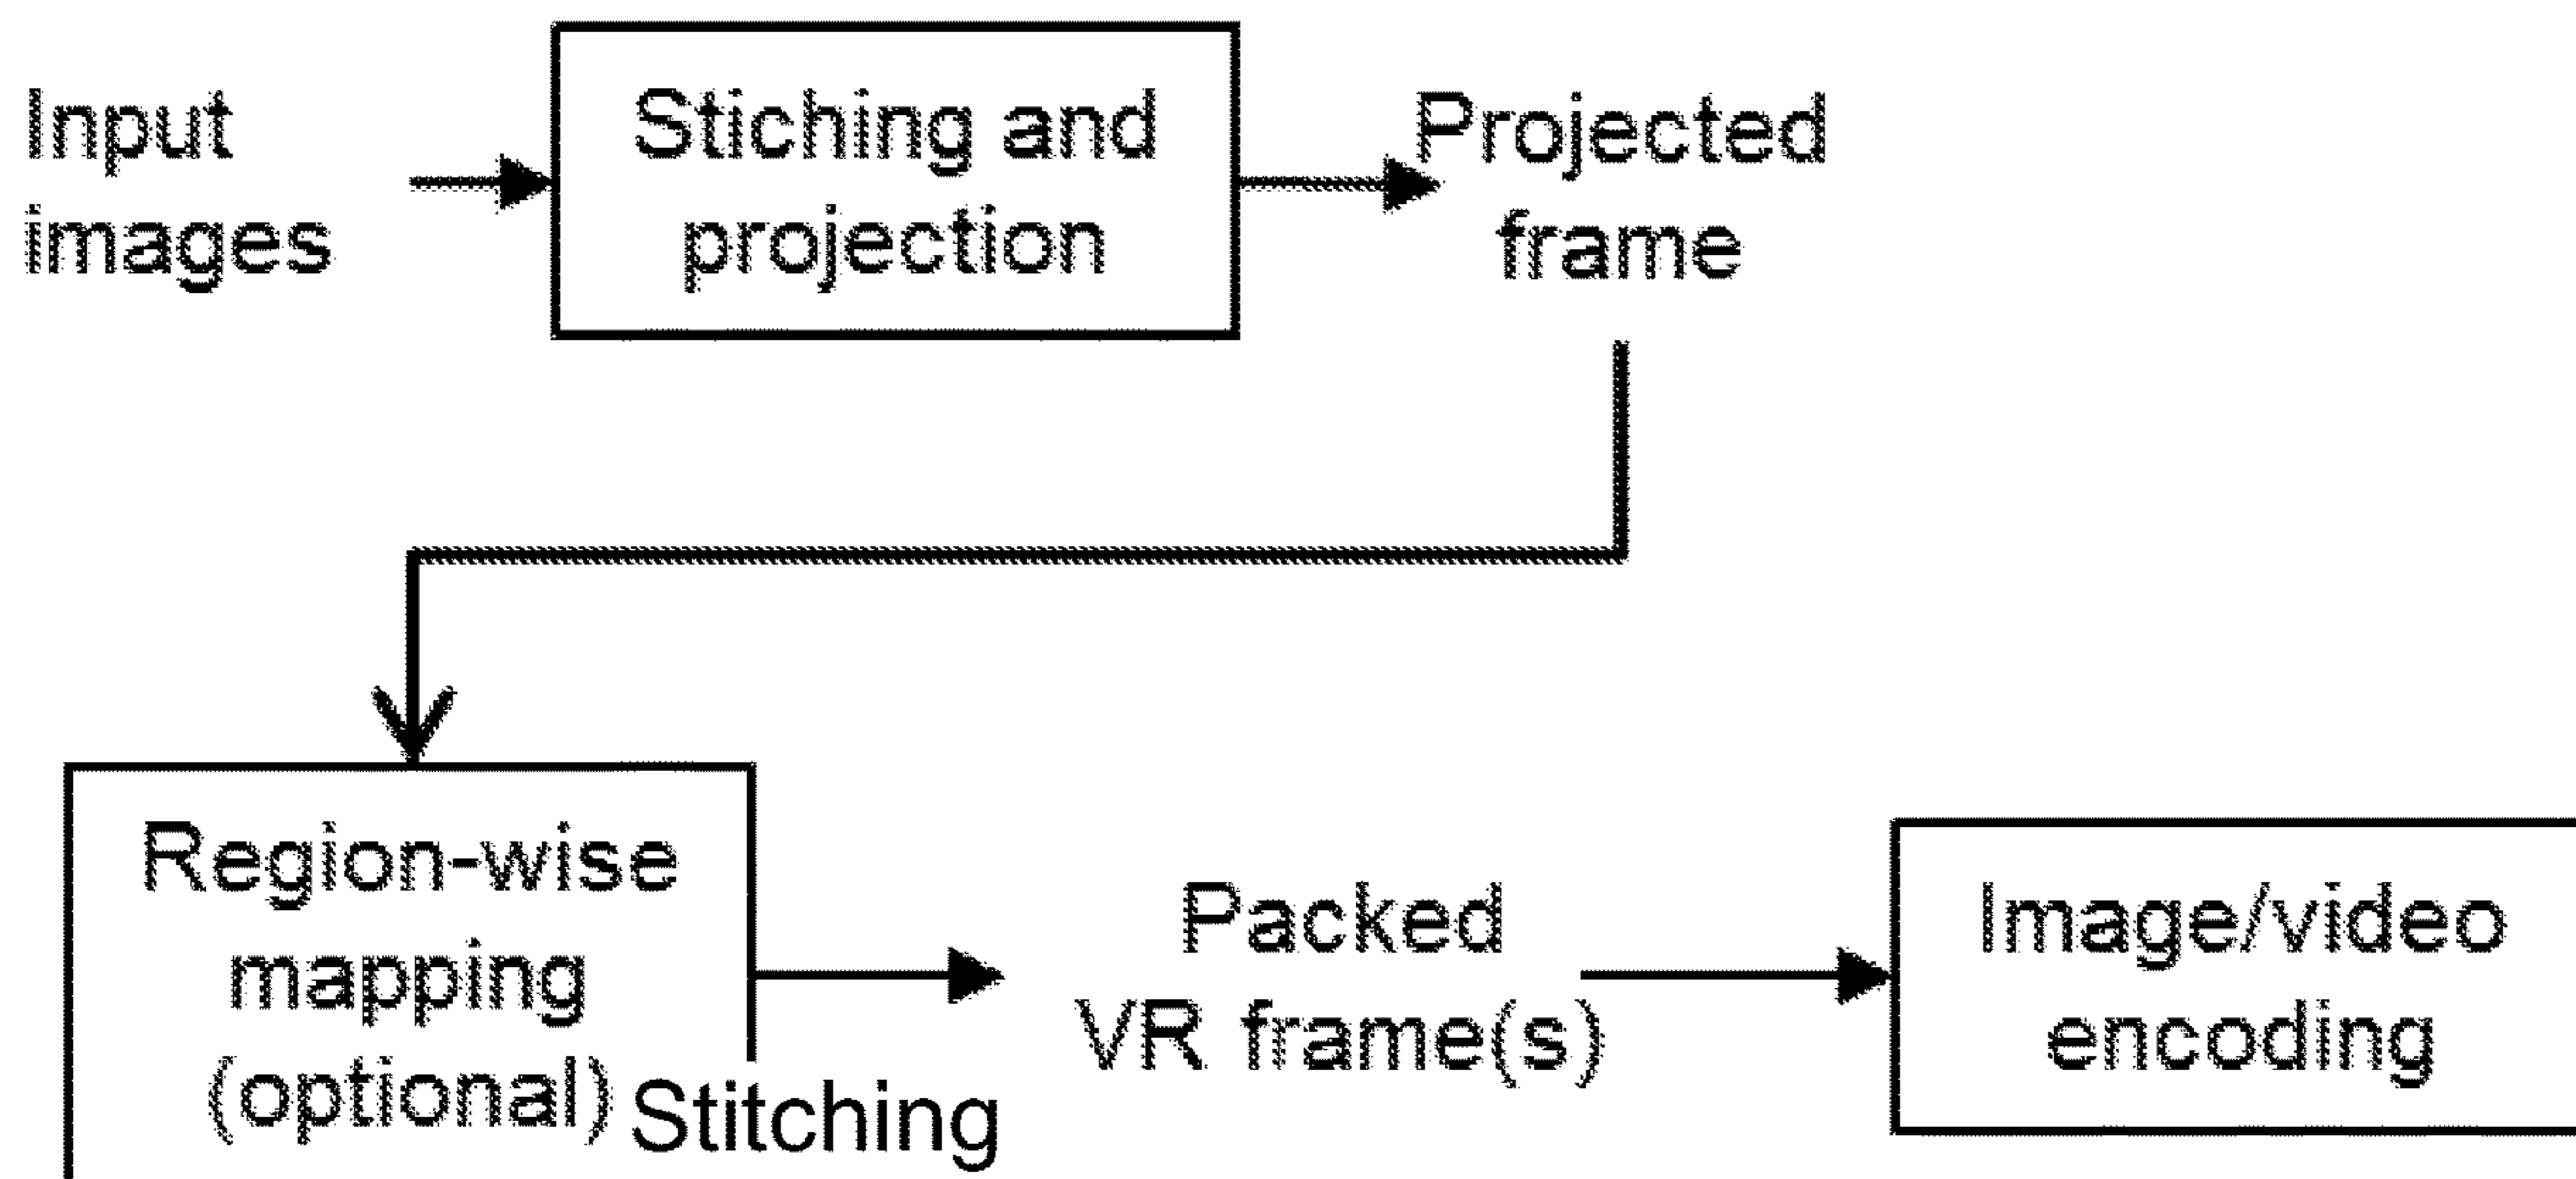 Input
images
Stiching and
projection
Projected
frame
Region-wise
mapping
(optional)
Stitching
Packed
VR frame(s)
Image/video
encoding